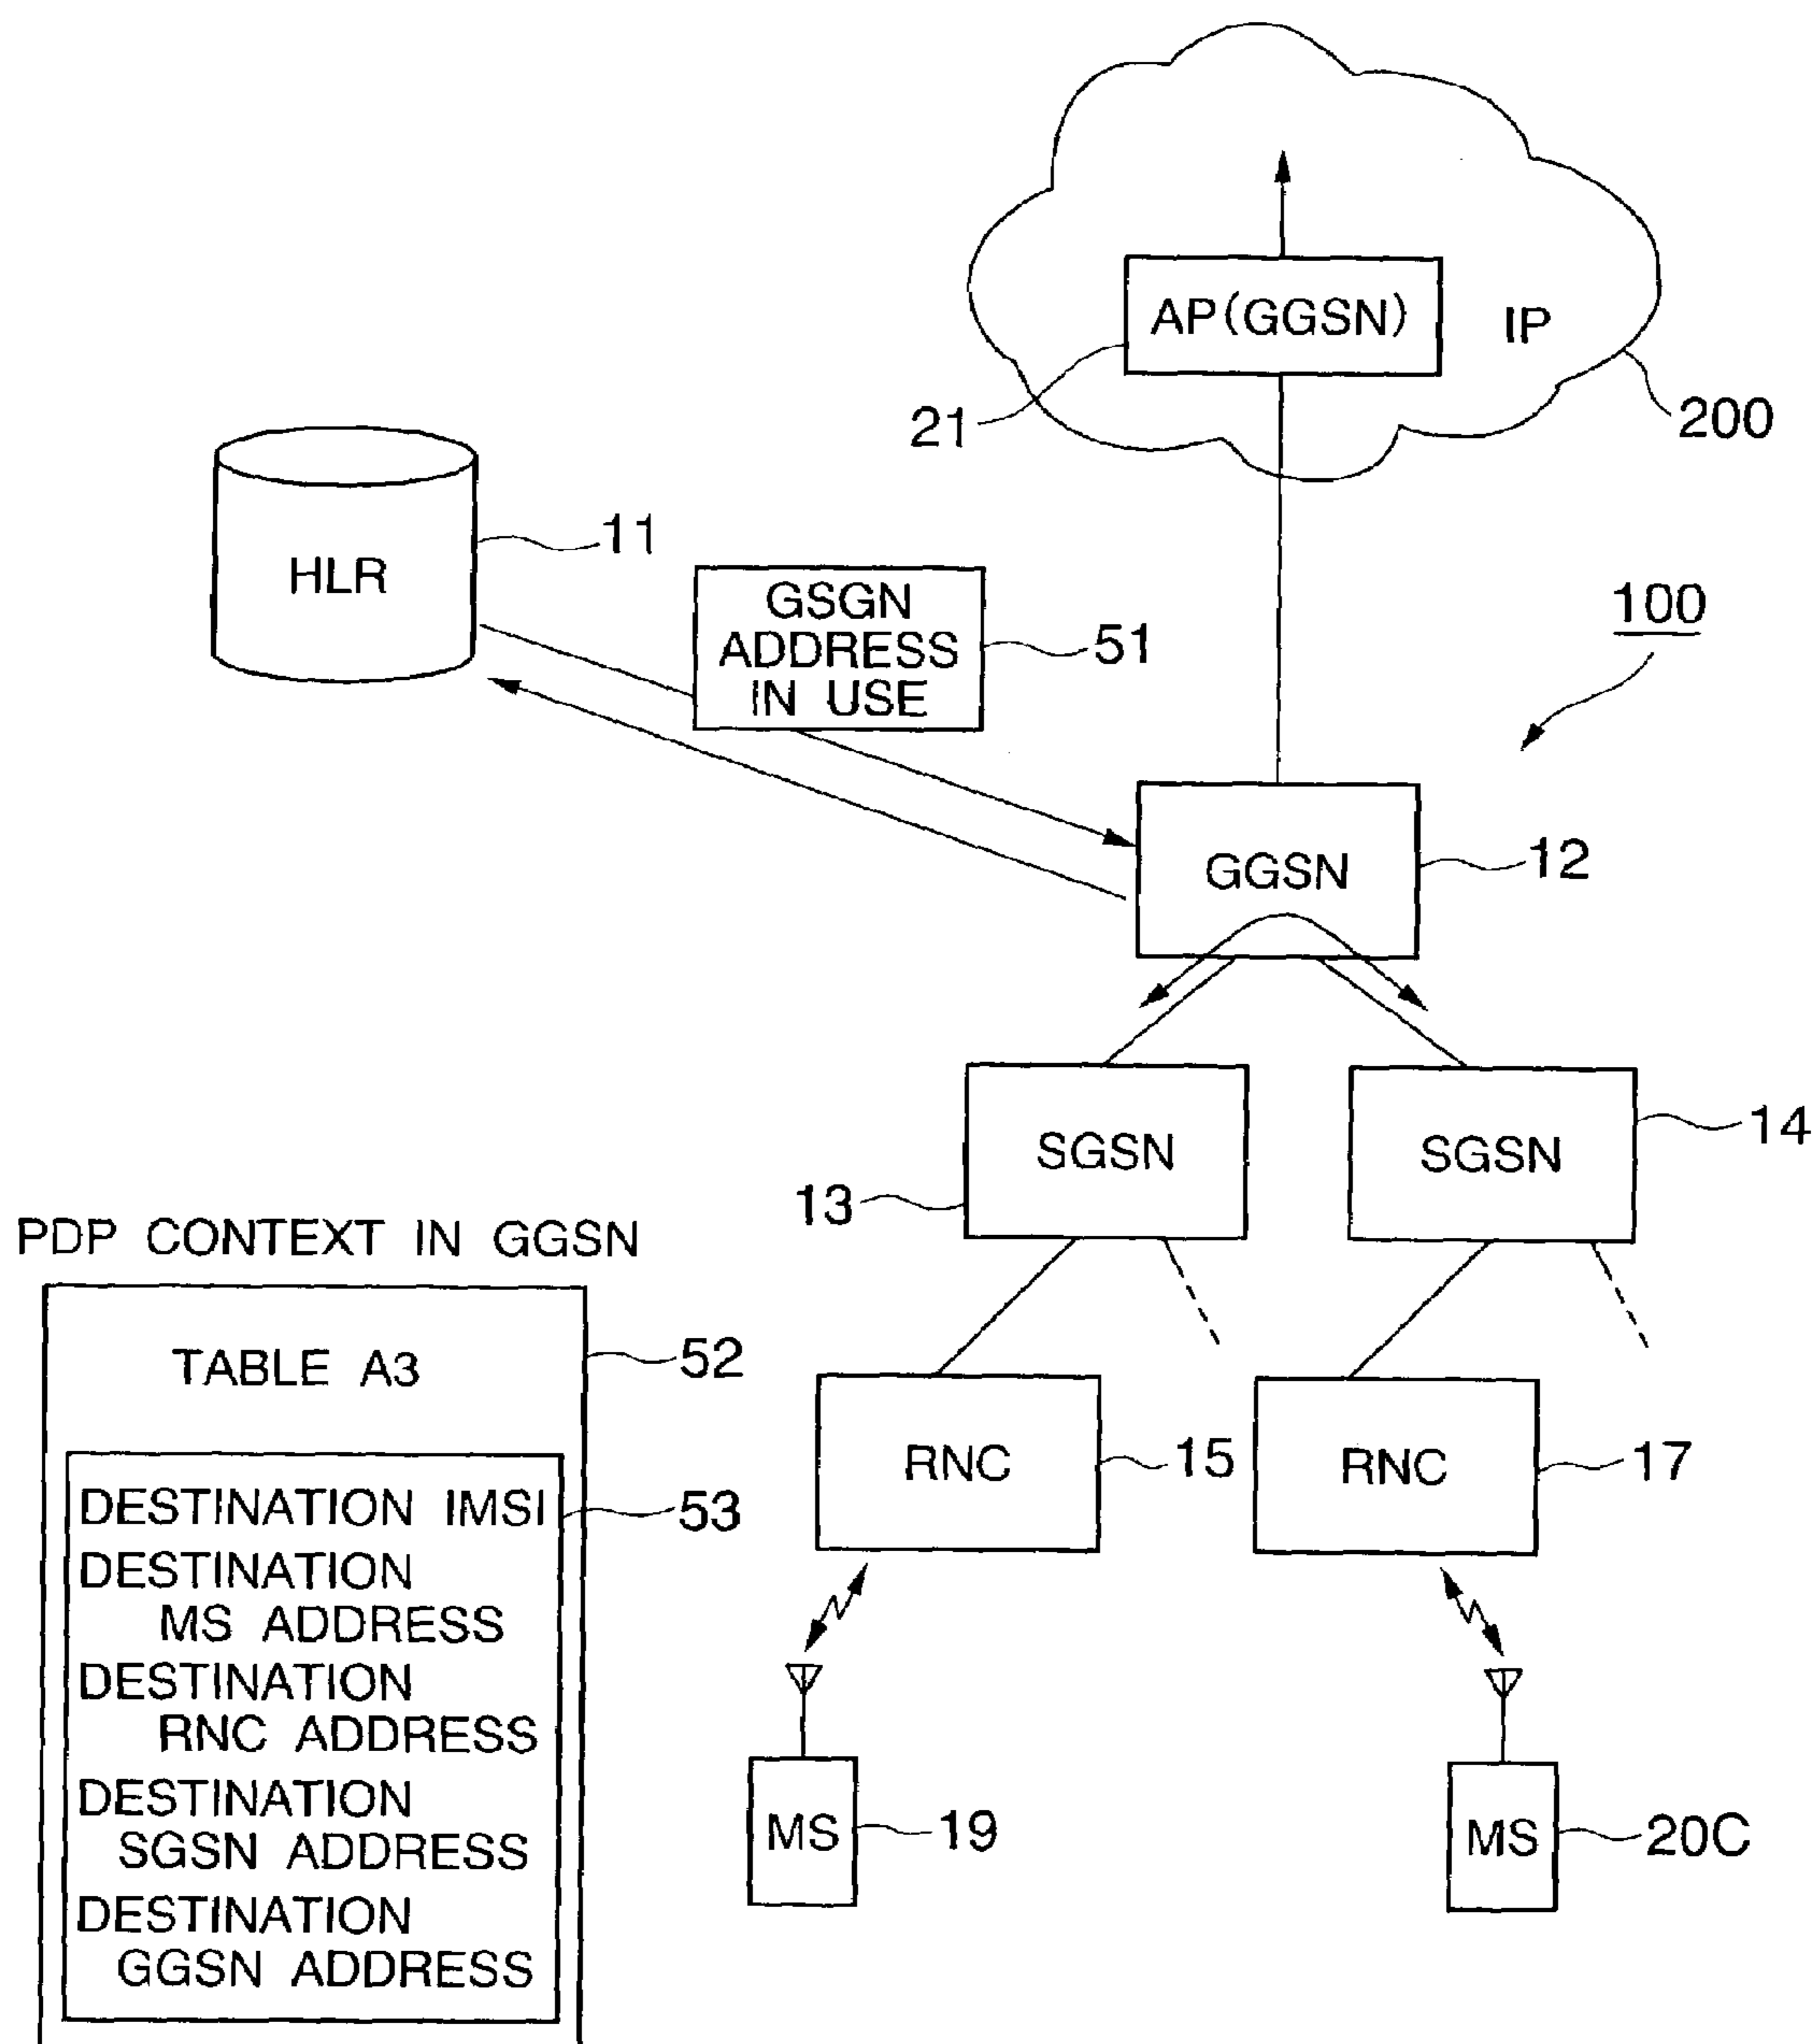 AP(GGSN)
IP
21
200
HLR
11
GSGN
ADDRESS
IN USE
51
100
GGSN
12
SGSN
13
SGSN
14
PDP CONTEXT IN GGSN
TABLE A3
52
DESTINATION IMSI
53
DESTINATION
MS ADDRESS
DESTINATION
RNC ADDRESS
DESTINATION
SGSN ADDRESS
DESTINATION
GGSN ADDRESS
RNC
15
RNC
17
MS
19
MS
20C